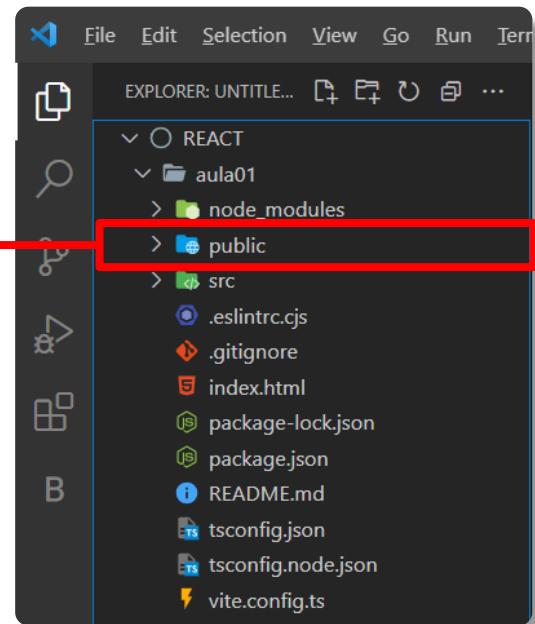 File Edit Selection View Go Run Terr
EXPLORER: UNTITLE...
REACT
aula01
node_modules
public
src
.eslintrc.cjs
.gitignore
index.html
package-lock.json
package.json
README.md
tsconfig.json
tsconfig.node.json
vite.config.ts
B